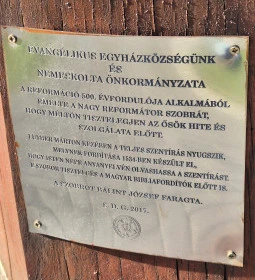 EVANGÉLIKUS EGYHÁZKÖZSÉGÜNK
ÉS
NEMESKOLTA ÖNKORMÁNYZATA
A REFORMÁCIÓ 500. ÉVFORDULÓJA ALKALMÁBÓL
EMELTE A NAGY REFORMÁTOR SZOBRÁT,
HOGY MÉLTÓN TISZTELEGJEN AZ ŐSÖK HITE ÉS
SZOLGÁLATA ELŐTT.
LUTHER MÁRTON KEZÉBEN A TELJES SZENTÍRÁS NYUGSZIK,
MELYNEK FORDÍTÁSA 1534-BEN KÉSZÜLT EL,
HOGY ISTEN NÉPE ANYANYELVÉN OLVASHASSA A SZENTÍRÁST.
E SZOBOR TISZTELGÉS A MAGYAR BIBLIAFORDÍTÓK ELŐTT IS.
A SZOBROT BÁLINT JÓZSEF FARAGTA.
2017.